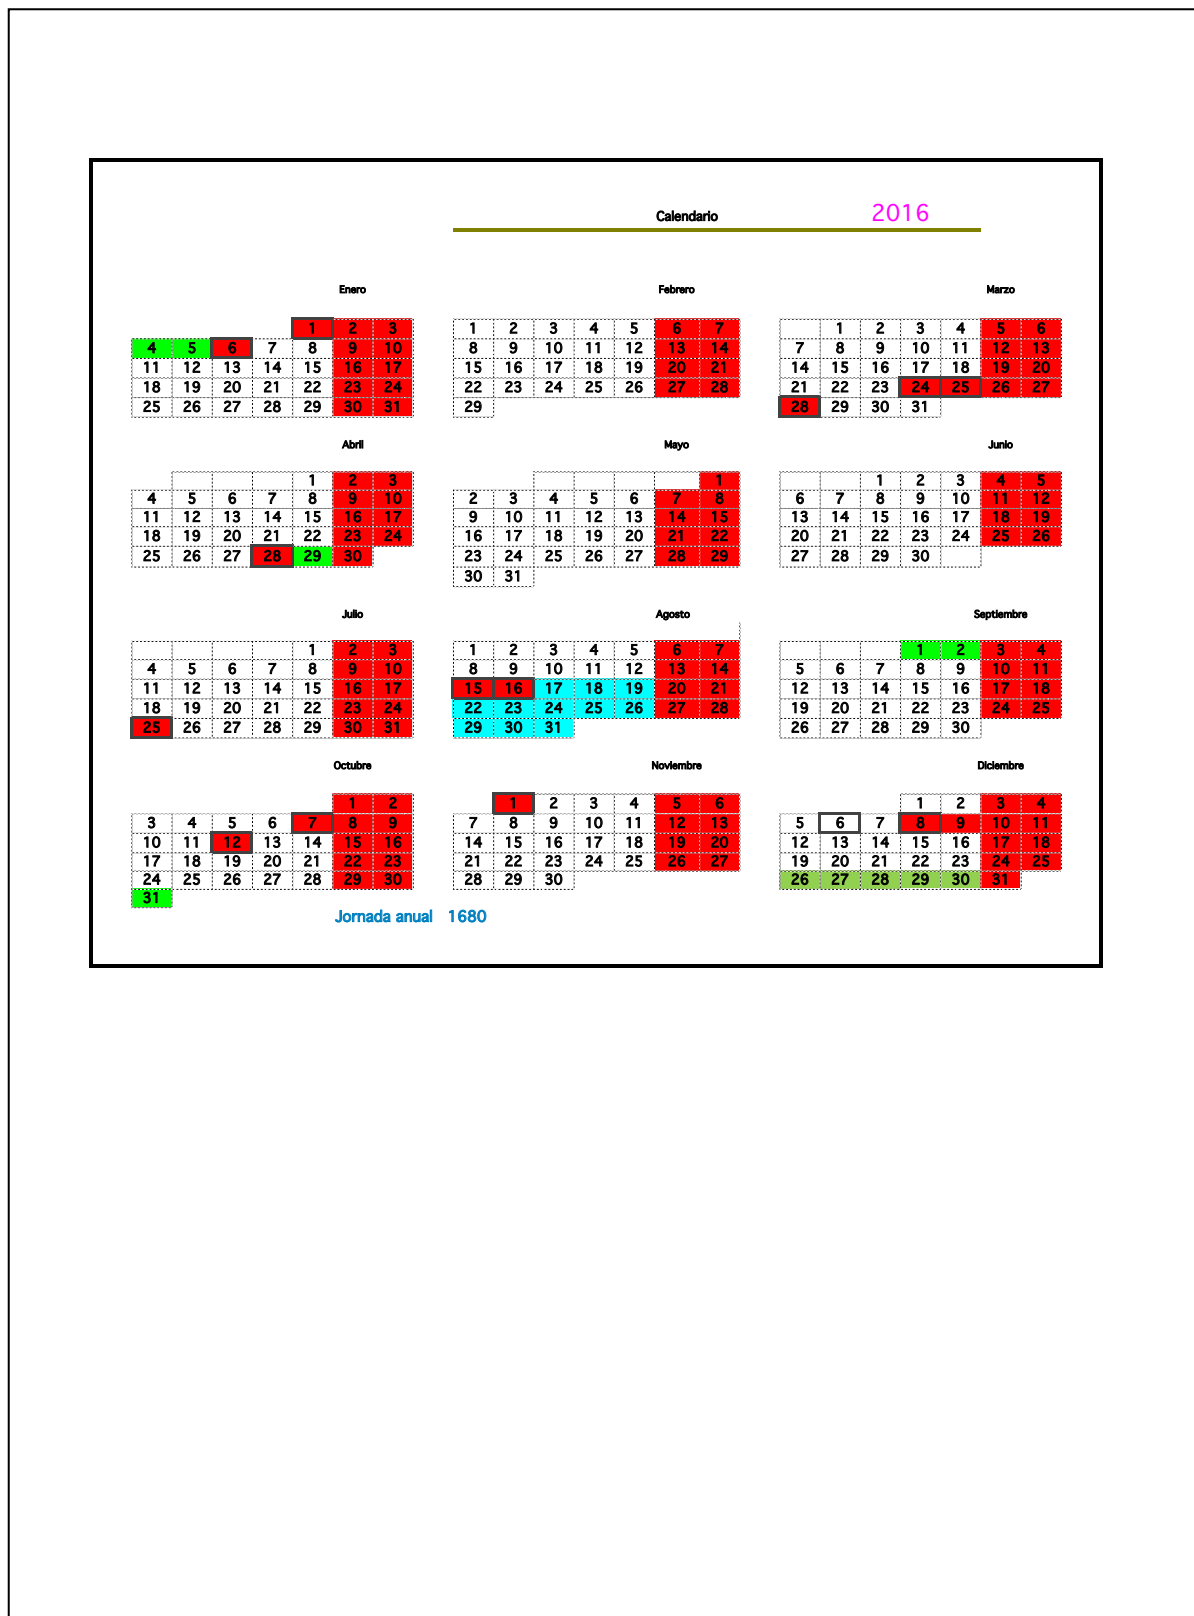 Calendario 2016
Enero Febrero Marzo
1 2 3 1 2 3 4 5 6 7 1 2 3 4 5 6
4 5 6 7 8 9 10 8 9 10 11 12 13 14 7 8 9 10 11 12 13
11 12 13 14 15 16 17 15 16 17 18 19 20 21 14 15 16 17 18 19 20
18 19 20 21 22 23 24 22 23 24 25 26 27 28 21 22 23 24 25 26 27
25 26 27 28 29 30 31 29 28 29 30 31
Abril Mayo Junio
1 2 3 1 1 2 3 4 5
4 5 6 7 8 9 10 2 3 4 5 6 7 8 6 7 8 9 10 11 12
11 12 13 14 15 16 17 9 10 11 12 13 14 15 13 14 15 16 17 18 19
18 19 20 21 22 23 24 16 17 18 19 20 21 22 20 21 22 23 24 25 26
25 26 27 28 29 30 23 24 25 26 27 28 29 27 28 29 30
30 31
Julio Agosto Septiembre
1 2 3 1 2 3 4 5 6 7 1 2 3 4
4 5 6 7 8 9 10 8 9 10 11 12 13 14 5 6 7 8 9 10 11
11 12 13 14 15 16 17 15 16 17 18 19 20 21 12 13 14 15 16 17 18
18 19 20 21 22 23 24 22 23 24 25 26 27 28 19 20 21 22 23 24 25
25 26 27 28 29 30 31 29 30 31 26 27 28 29 30
Octubre Noviembre Diciembre
1 2 1 2 3 4 5 6 1 2 3 4
3 4 5 6 7 8 9 7 8 9 10 11 12 13 5 6 7 8 9 10 11
10 11 12 13 14 15 16 14 15 16 17 18 19 20 12 13 14 15 16 17 18
17 18 19 20 21 22 23 21 22 23 24 25 26 27 19 20 21 22 23 24 25
24 25 26 27 28 29 30 28 29 30 26 27 28 29 30 31
31
Jornada anual 1680